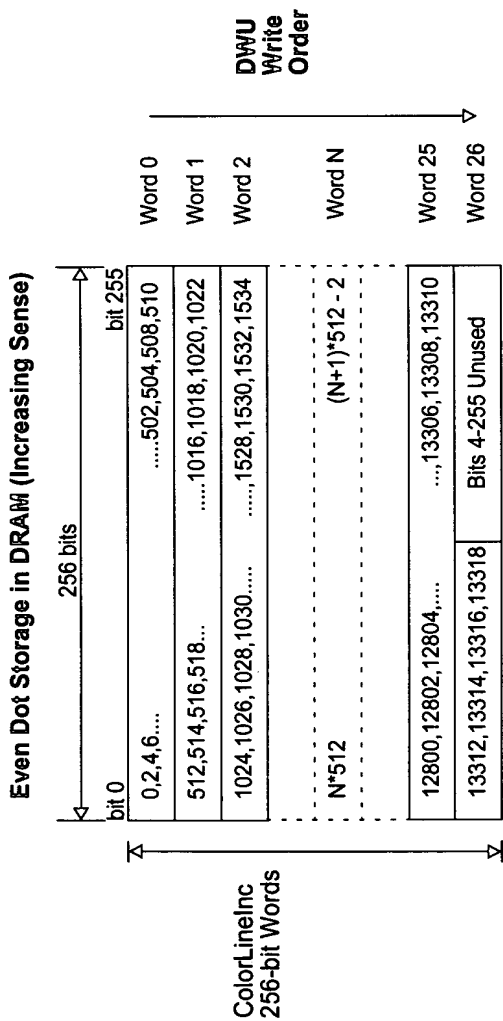 Even Dot Storage in DRAM (Increasing Sense)
256 bits
bit 0
bit 255
0,2,4,6.....
......502,504,508,510
Word 0
512,514,516,518...
......1016,1018,1020,1022
Word 1
1024,1026,1028,1030.....
......,1528,1530,1532,1534
Word 2
N*512
(N+1)*512 - 2
Word N
12800,12802,12804,....
...,13306,13308,13310
Word 25
13312,13314,13316,13318
Bits 4-255 Unused
Word 26
ColorLineInc
256-bit Words
DWU
Write
Order